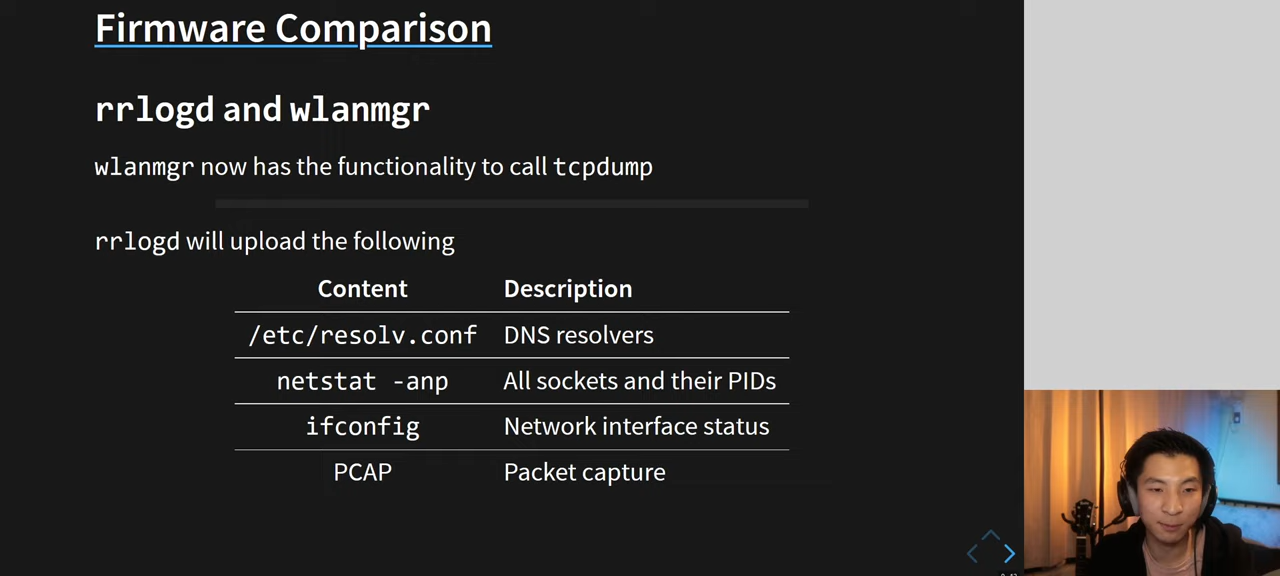 Firmware Comparison
rrlogd and wlanmgr
wlanmgr now has the functionality to call tcpdump
rrlogd will upload the following
Content Description
/etc/resolv.conf DNS resolvers
netstat -anp All sockets and their PIDs
ifconfig Network interface status
PCAP Packet capture